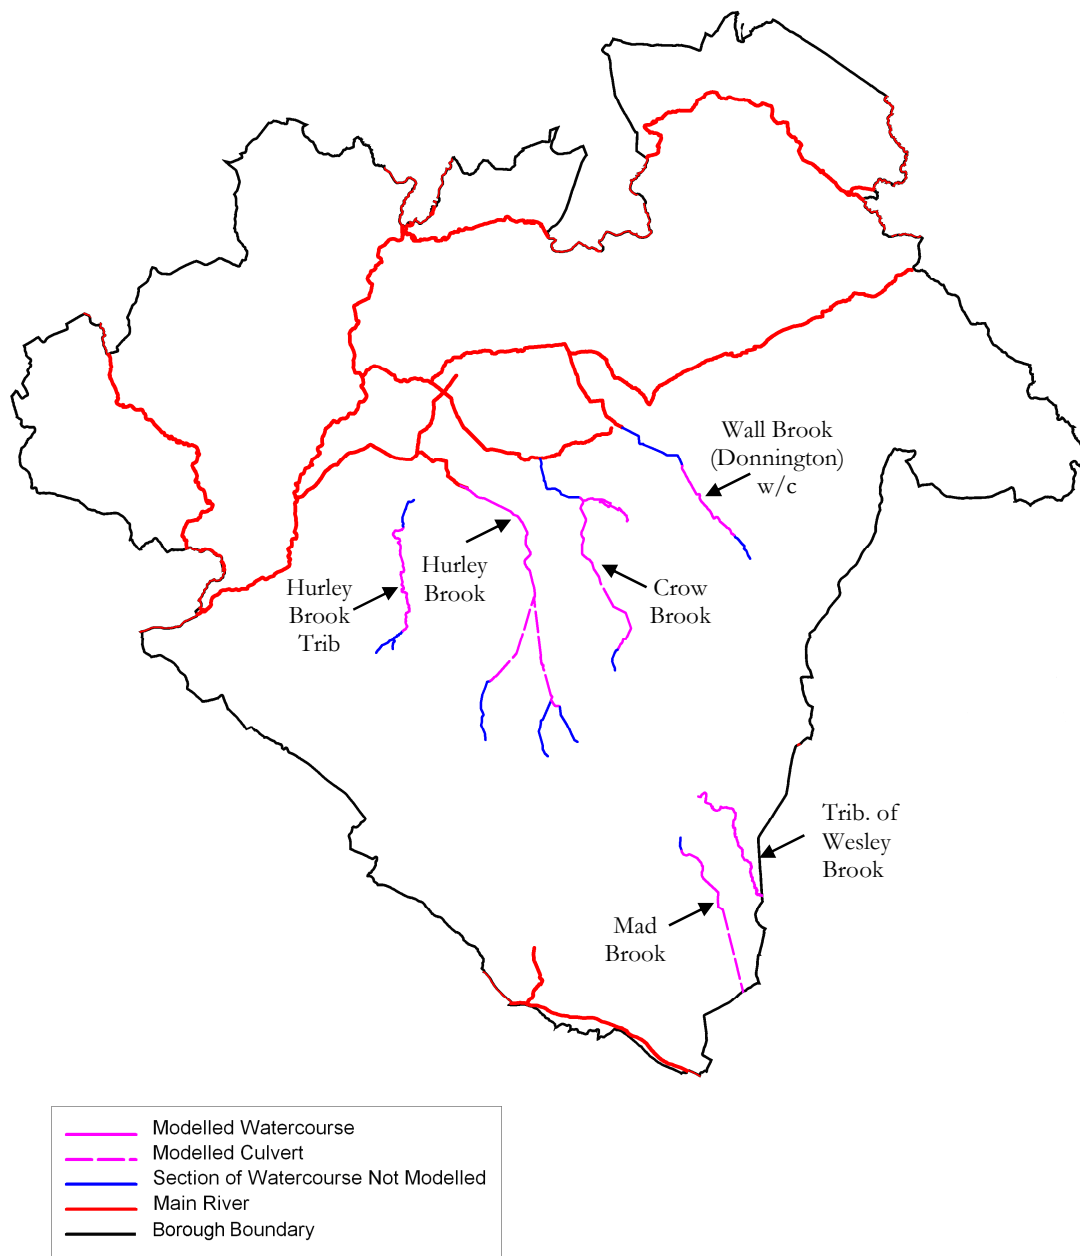 Wall Brook
(Donnington)
w/c
Hurley
Brook
Hurley
Brook
Trib
Crow
Brook
Trib. of
Wesley
Brook
Mad
Brook
Modelled Watercourse
Modelled Culvert
Section of Watercourse Not Modelled
Main River
Borough Boundary